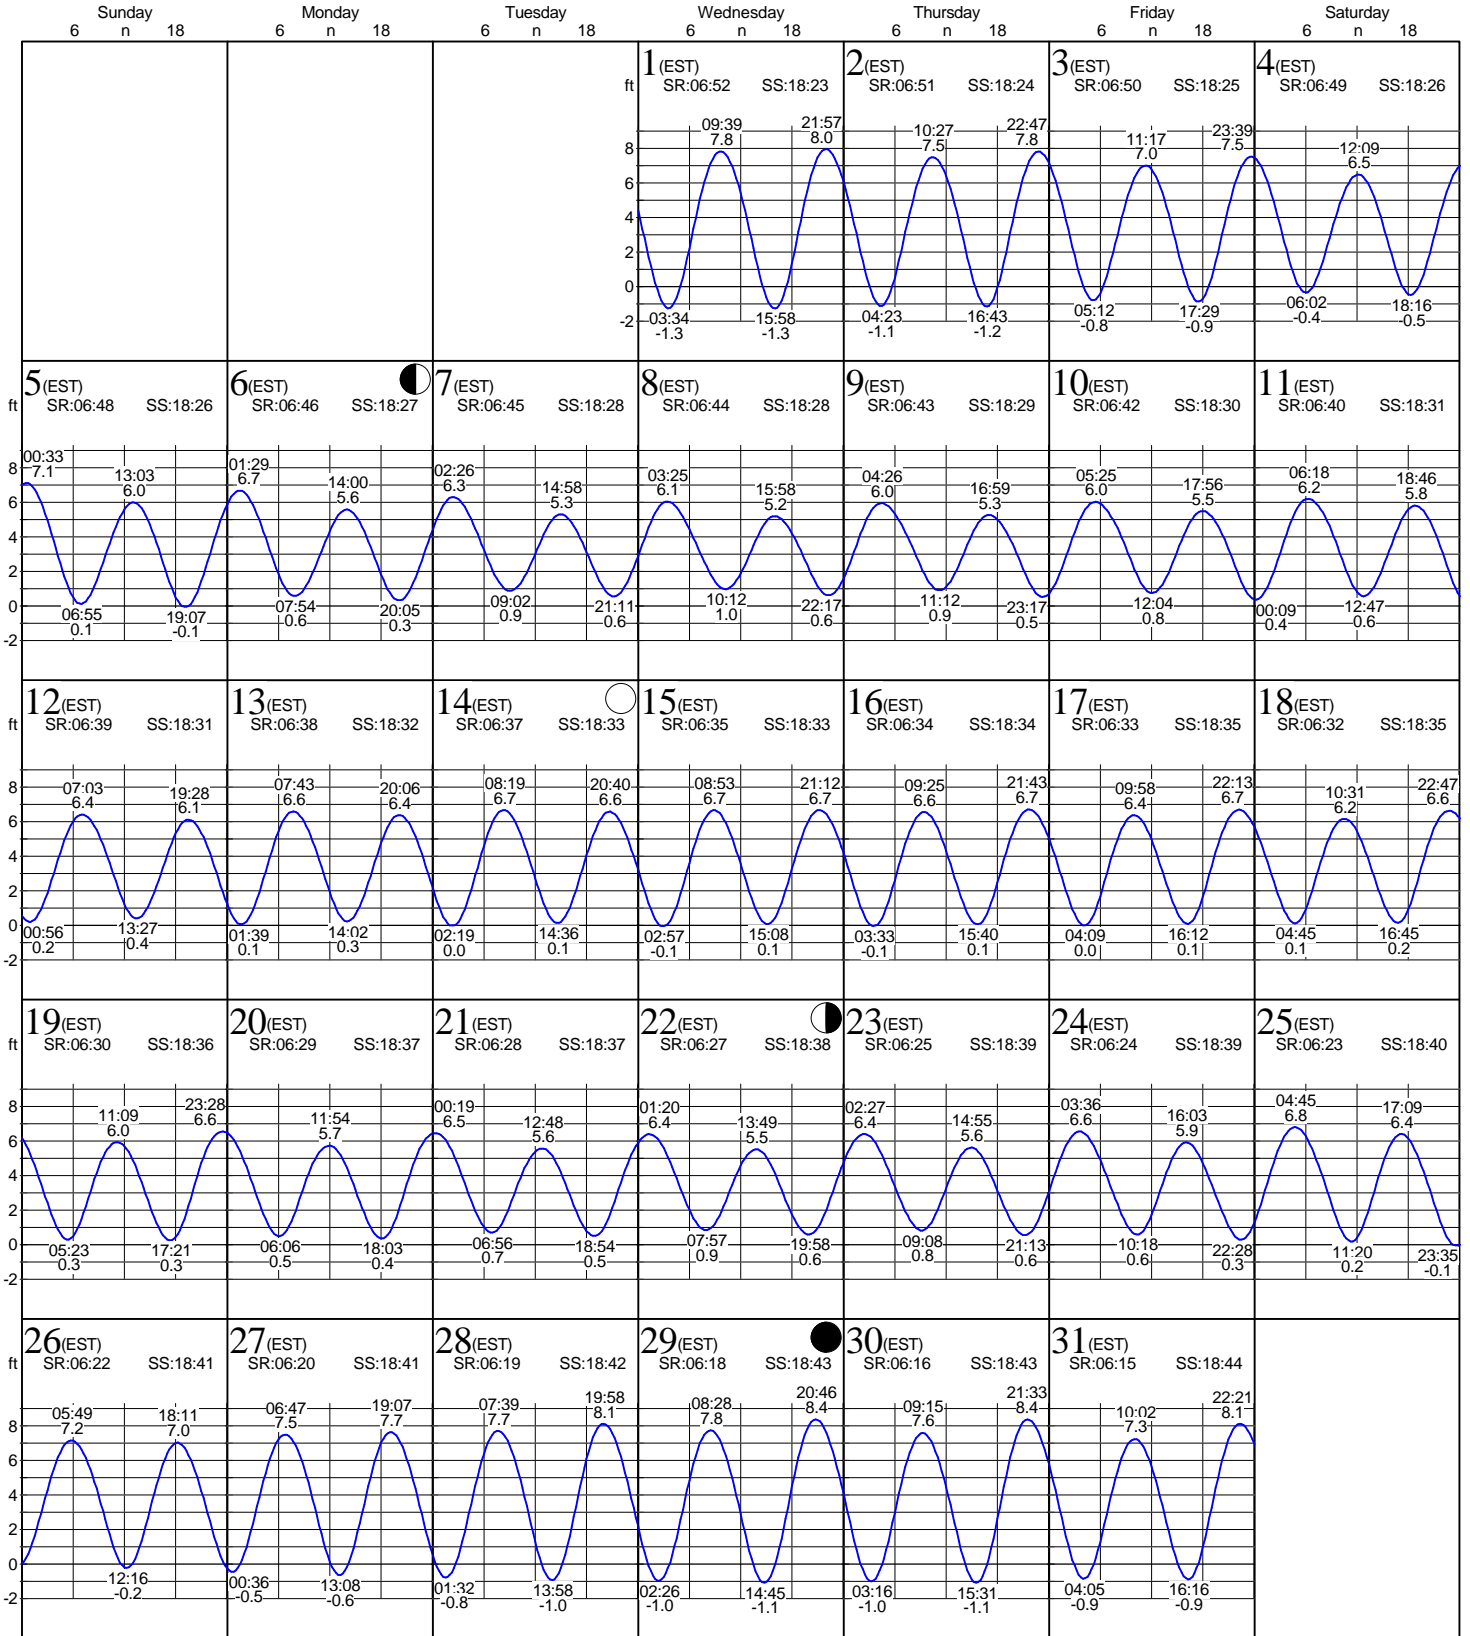 Sunday Monday Tuesday Wednesday Thursday Friday Saturday
6 n 18 6 n 18 6 n 18 6 n 18 6 n 18 6 n 18 6 n 18
1(EST) 2(EST) 3(EST) 4(EST)
ft SR:06:52 SS:18:23 SR:06:51 SS:18:24 SR:06:50 SS:18:25 SR:06:49 SS:18:26
09:39 21:57 10:27 22:47 11:17 23:39 12:09
7.8 8.0 7.5 7.8 7.0 7.5 6.5
8
6
4
2
0
-2
03:34 15:58 04:23 16:43 05:12 17:29 06:02 18:16
-1.3 -1.3 -1.1 -1.2 -0.8 -0.9 -0.4 -0.5
5(EST) 6(EST) 7(EST) 8(EST) 9(EST) 10(EST) 11(EST)
ft SR:06:48 SS:18:26 SR:06:46 SS:18:27 SR:06:45 SS:18:28 SR:06:44 SS:18:28 SR:06:43 SS:18:29 SR:06:42 SS:18:30 SR:06:40 SS:18:31
00:33 13:03 01:29 14:00 02:26 14:58 03:25 15:58 04:26 16:59 05:25 17:56 06:18 18:46
7.1 6.0 6.7 5.6 6.3 5.3 6.1 5.2 6.0 5.3 6.0 5.5 6.2 5.8
8
6
4
2
0
-2
06:55 19:07 07:54 20:05 09:02 21:11 10:12 22:17 11:12 23:17 12:04 00:09 12:47
0.1 -0.1 0.6 0.3 0.9 0.6 1.0 0.6 0.9 0.5 0.8 0.4 0.6
12(EST) 13(EST) 14(EST) 15(EST) 16(EST) 17(EST) 18(EST)
ft SR:06:39 SS:18:31 SR:06:38 SS:18:32 SR:06:37 SS:18:33 SR:06:35 SS:18:33 SR:06:34 SS:18:34 SR:06:33 SS:18:35 SR:06:32 SS:18:35
07:03 19:28 07:43 20:06 08:19 20:40 08:53 21:12 09:25 21:43 09:58 22:13 10:31 22:47
6.4 6.1 6.6 6.4 6.7 6.6 6.7 6.7 6.6 6.7 6.4 6.7 6.2 6.6
8
6
4
2
0
-2
00:56 13:27 01:39 14:02 02:19 14:36 02:57 15:08 03:33 15:40 04:09 16:12 04:45 16:45
0.2 0.4 0.1 0.3 0.0 0.1 -0.1 0.1 -0.1 0.1 0.0 0.1 0.1 0.2
19(EST) 20(EST) 21(EST) 22(EST) 23(EST) 24(EST) 25(EST)
ft SR:06:30 SS:18:36 SR:06:29 SS:18:37 SR:06:28 SS:18:37 SR:06:27 SS:18:38 SR:06:25 SS:18:39 SR:06:24 SS:18:39 SR:06:23 SS:18:40
11:09 23:28 11:54 00:19 12:48 01:20 13:49 02:27 14:55 03:36 16:03 04:45 17:09
6.0 6.6 5.7 6.5 5.6 6.4 5.5 6.4 5.6 6.6 5.9 6.8 6.4
8
6
4
2
0
-2
05:23 17:21 06:06 18:03 06:56 18:54 07:57 19:58 09:08 21:13 10:18 22:28 11:20 23:35
0.3 0.3 0.5 0.4 0.7 0.5 0.9 0.6 0.8 0.6 0.6 0.3 0.2 -0.1
26(EST) 27(EST) 28(EST) 29(EST) 30(EST) 31(EST)
ft SR:06:22 SS:18:41 SR:06:20 SS:18:41 SR:06:19 SS:18:42 SR:06:18 SS:18:43 SR:06:16 SS:18:43 SR:06:15 SS:18:44
05:49 18:11 06:47 19:07 07:39 19:58 08:28 20:46 09:15 21:33 10:02 22:21
7.2 7.0 7.5 7.7 7.7 8.1 7.8 8.4 7.6 8.4 7.3 8.1
8
6
4
2
0
-2
12:16 00:36 13:08 01:32 13:58 02:26 14:45 03:16 15:31 04:05 16:16
-0.2 -0.5 -0.6 -0.8 -1.0 -1.0 -1.1 -1.0 -1.1 -0.9 -0.9